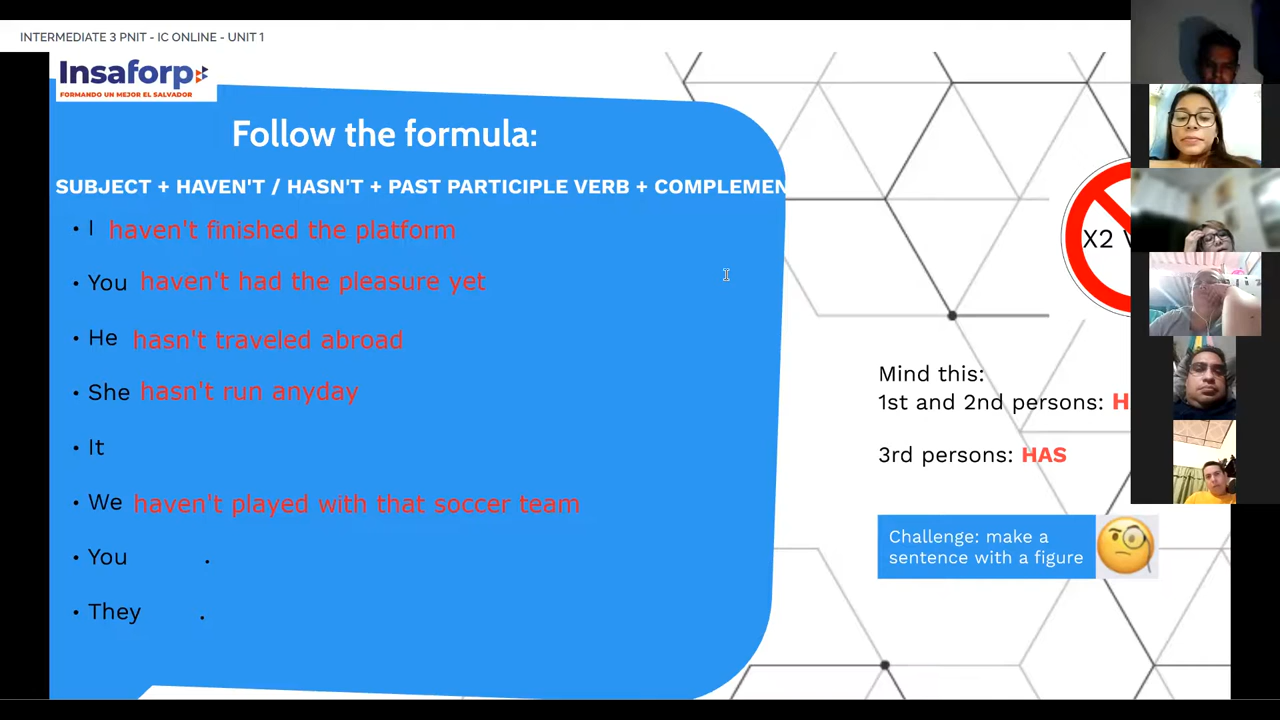 INTERMEDIATE 3 PNIT - IC ONLINE - UNIT 1
Insaforp
FORMANDO UN MEJOR EL SALVADOR
Follow the formula:
SUBJECT + HAVEN'T / HASN'T + PAST PARTICIPLE VERB + COMPLEMEN
• I haven't finished the platform
• You haven't had the pleasure yet
• He hasn't traveled abroad
• She hasn't run anyday
• It
• We haven't played with that soccer team
• You .
• They .
X2 V
Mind this:
1st and 2nd persons: H
3rd persons: HAS
Challenge: make a
sentence with a figure